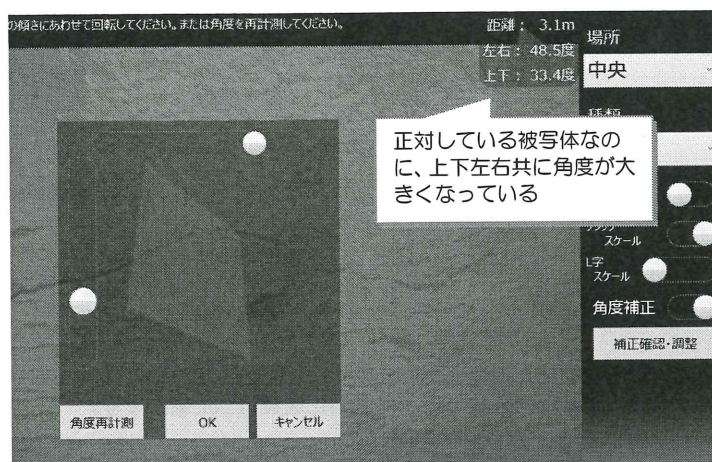 の傾きにあわせて回転してください。または角度を再計測してください。
距離： 3.1m
左右： 48.5度
上下： 33.4度
場所
中央
種類
正対している被写体なの
に、上下左右共に角度が大
きくなっている
スケール
L字
スケール
角度補正
補正確認・調整
角度再計測
OK
キャンセル